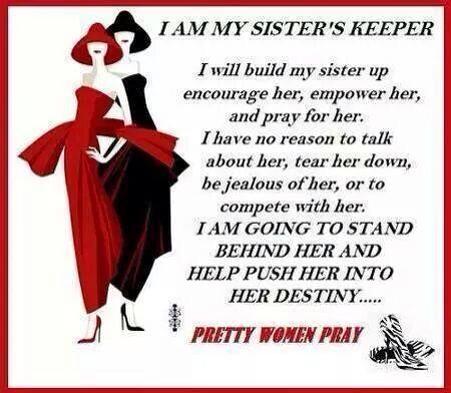 I AM MY SISTER'S KEEPER
I will build my sister up
encourage her, empower her,
and pray for her.
I have no reason to talk
about her, tear her down,
be jealous of her, or to
compete with her.
I AM GOING TO STAND
BEHIND HER AND
HELP PUSH HER INTO
HER DESTINY.....
PRETTY WOMEN PRAY